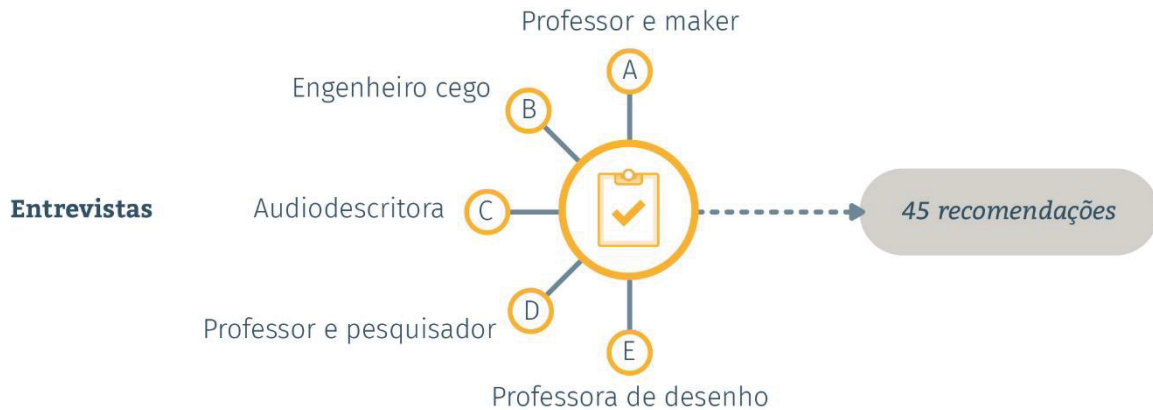 Professor e maker
A
Engenheiro cego
B
Entrevistas
Audiodescritora
C
45 recomendações
Professor e pesquisador
D
E
Professora de desenho